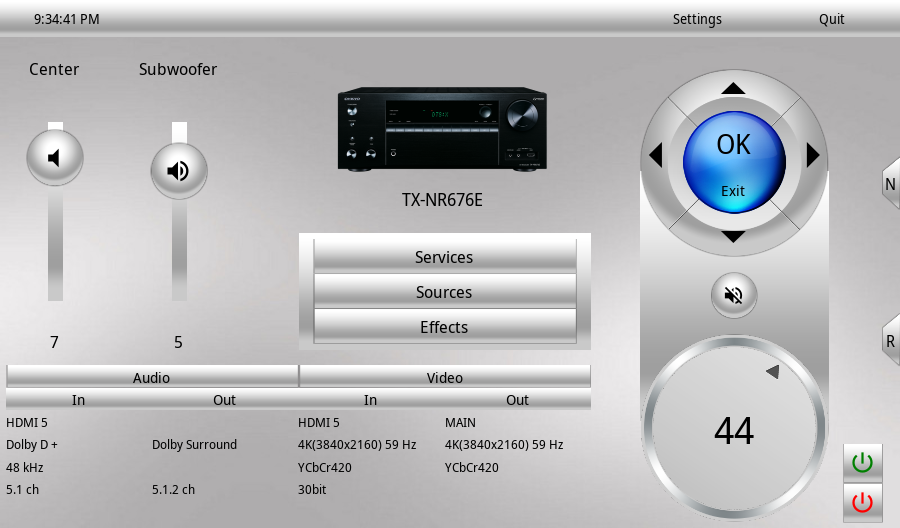 9:34:41 PM
Settings
Quit
Center
Subwoofer
ONKYO
TX-NR676E
OK
Exit
N
Services
Sources
Effects
7
5
R
Audio
Video
In
Out
In
Out
HDMI 5
HDMI 5
MAIN
Dolby D +
Dolby Surround
4K(3840x2160) 59 Hz
4K(3840x2160) 59 Hz
48 kHz
YCbCr420
YCbCr420
5.1 ch
5.1.2 ch
30bit
44